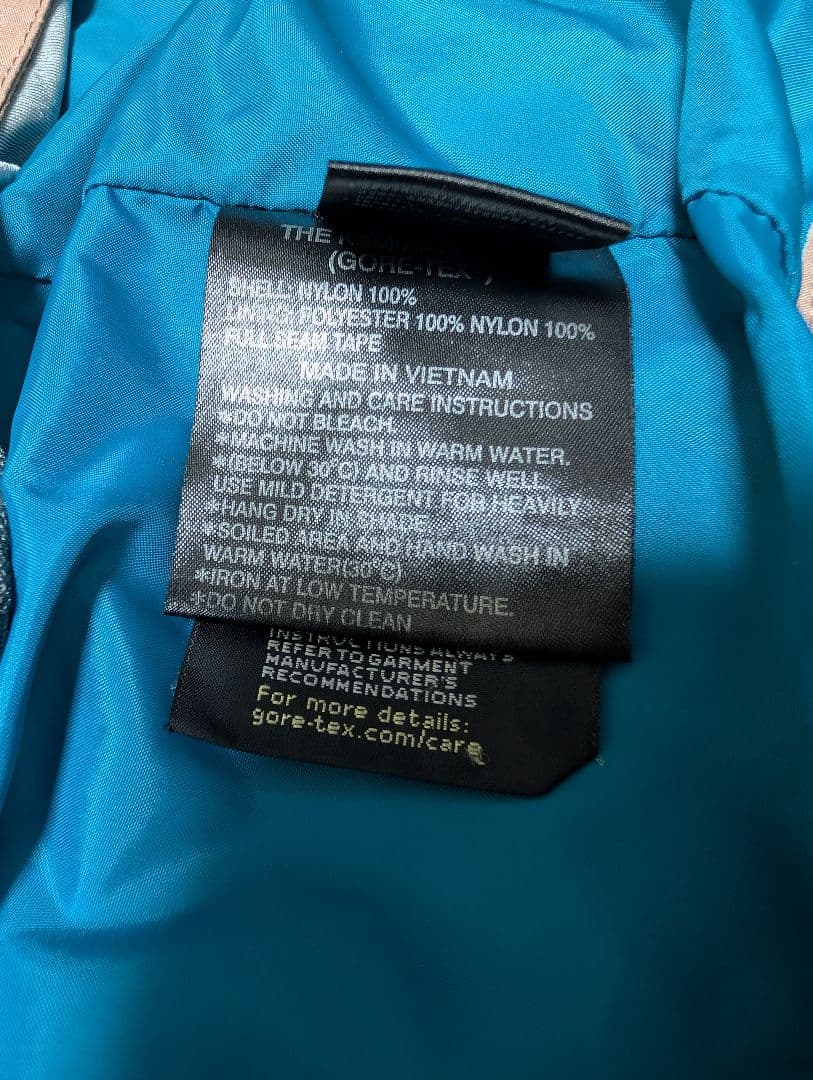 THE
(GORE-TEX
SHELL: NYLON 100%
LINING POLYESTER 100% NYLON 100%
FULL SEAM TAPE
MADE IN VIETNAM
WASHING AND CARE INSTRUCTIONS
*DO NOT BLEACH
*MACHINE WASH IN WARM WATER.
*(BELOW 30°C) AND RINSE WELL
USE MILD DETERGENT FOR HEAVILY
*HANG DRY IN SHADE
*SOILED AREA AND HAND WASH IN
WARM WATER(30°C)
*IRON AT LOW TEMPERATURE.
*DO NOT DRY CLEAN
INSTRUCTIONS ALWAYS
REFER TO GARMENT
MANUFACTURER'S
RECOMMENDATIONS
For more details:
gore-tex.com/care